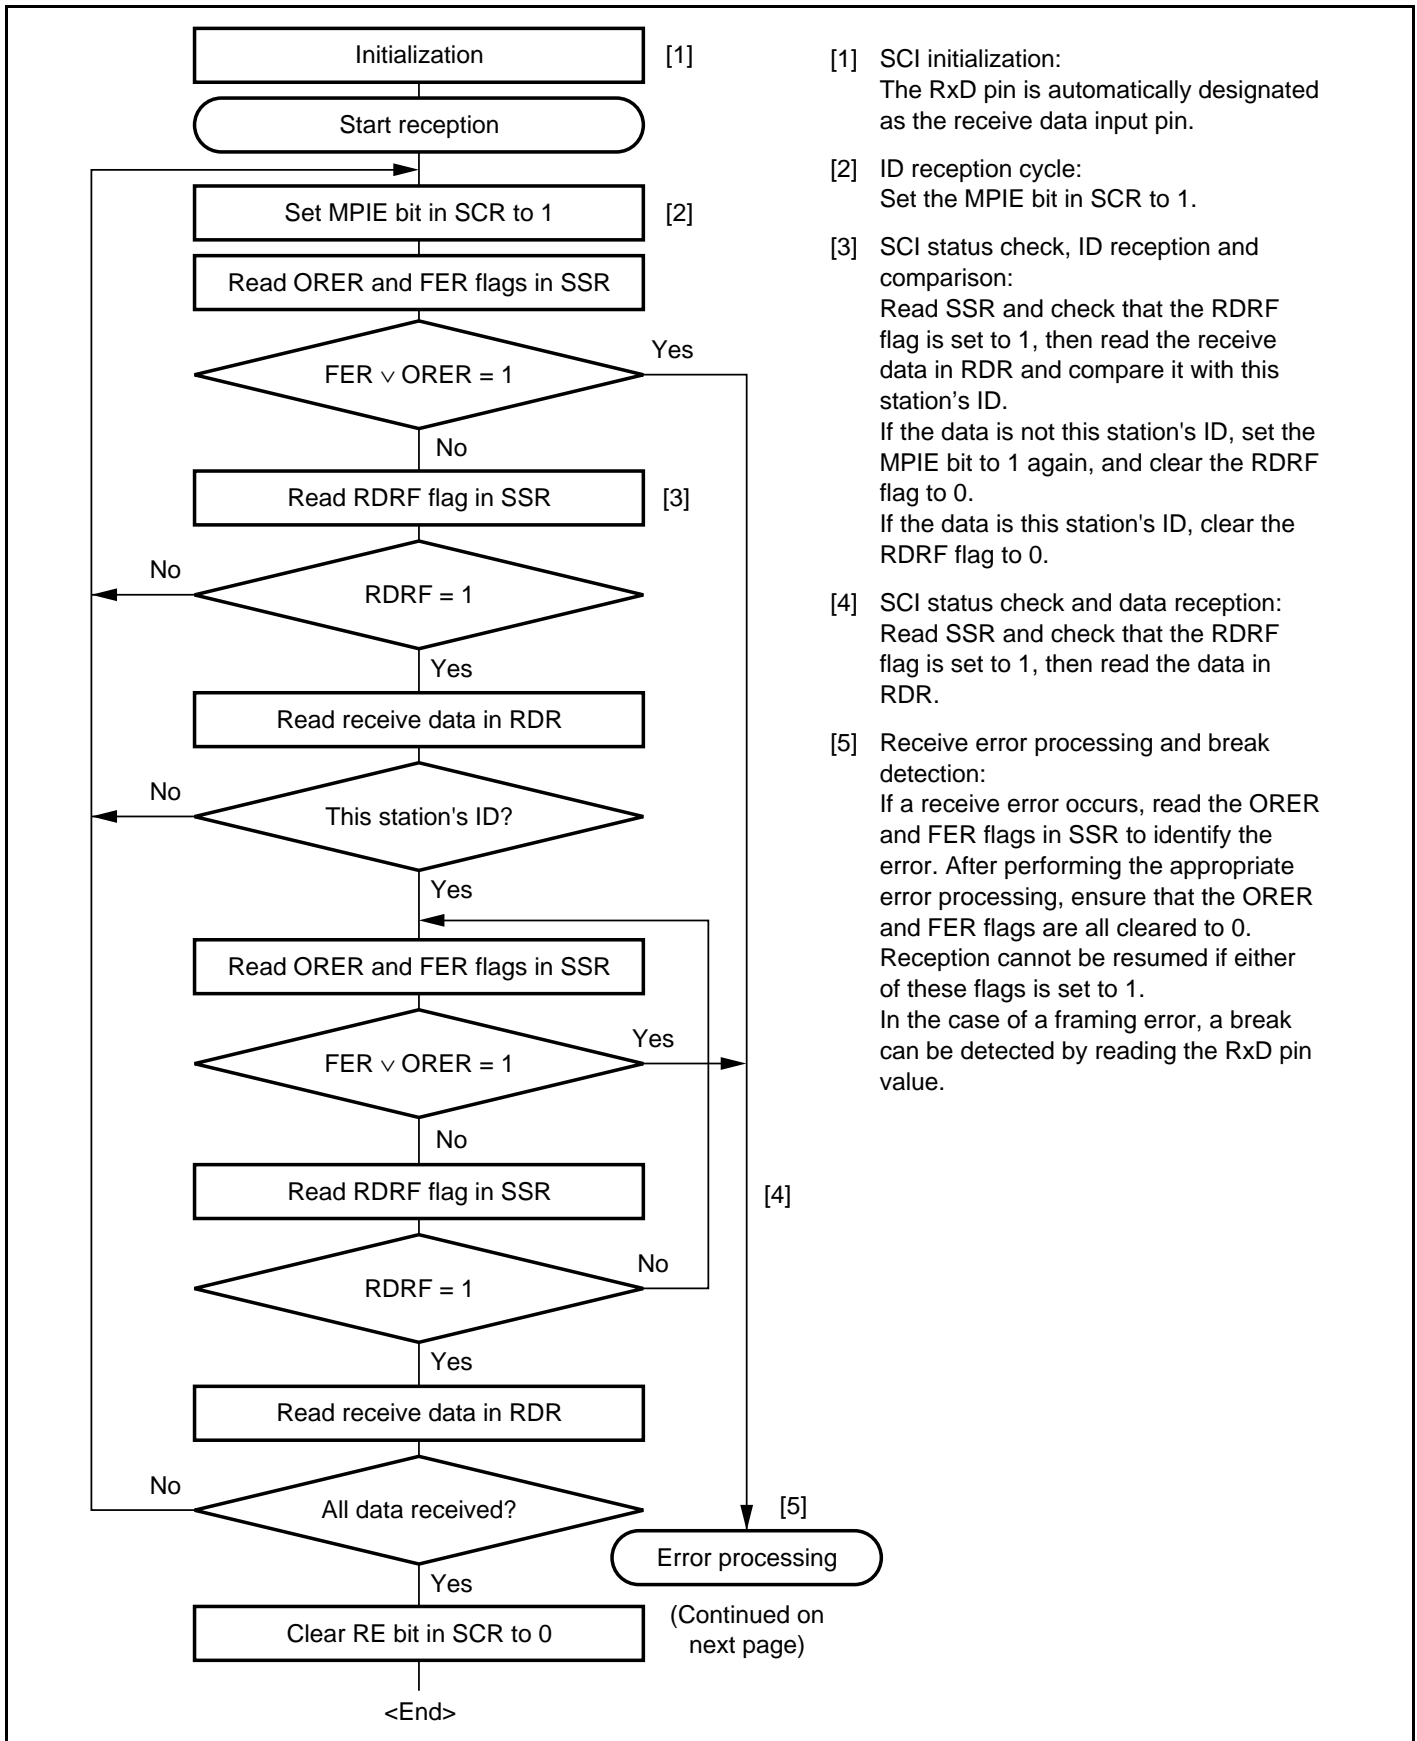 Initialization
[1]
Start reception
Set MPIE bit in SCR to 1
[2]
Read ORER and FER flags in SSR
FER ∨ ORER = 1
Yes
No
Read RDRF flag in SSR
[3]
No
RDRF = 1
Yes
Read receive data in RDR
No
This station's ID?
Yes
Read ORER and FER flags in SSR
FER ∨ ORER = 1
Yes
No
Read RDRF flag in SSR
[4]
RDRF = 1
No
Yes
Read receive data in RDR
No
All data received?
[5]
Error processing
Yes
(Continued on
next page)
Clear RE bit in SCR to 0
<End>
[1] SCI initialization:
The RxD pin is automatically designated
as the receive data input pin.
[2] ID reception cycle:
Set the MPIE bit in SCR to 1.
[3] SCI status check, ID reception and
comparison:
Read SSR and check that the RDRF
flag is set to 1, then read the receive
data in RDR and compare it with this
station's ID.
If the data is not this station's ID, set the
MPIE bit to 1 again, and clear the RDRF
flag to 0.
If the data is this station's ID, clear the
RDRF flag to 0.
[4] SCI status check and data reception:
Read SSR and check that the RDRF
flag is set to 1, then read the data in
RDR.
[5] Receive error processing and break
detection:
If a receive error occurs, read the ORER
and FER flags in SSR to identify the
error. After performing the appropriate
error processing, ensure that the ORER
and FER flags are all cleared to 0.
Reception cannot be resumed if either
of these flags is set to 1.
In the case of a framing error, a break
can be detected by reading the RxD pin
value.